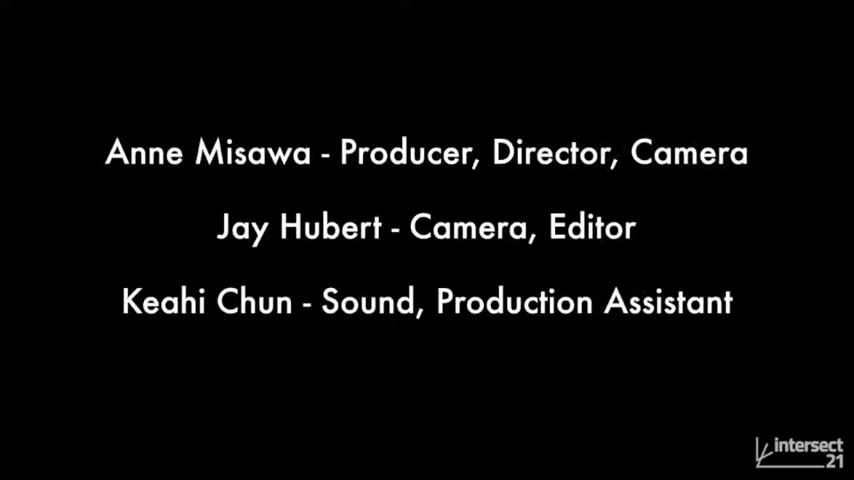 Anne Misawa - Producer, Director, Camera
Jay Hubert - Camera, Editor
Keahi Chun - Sound, Production Assistant
intersect
21